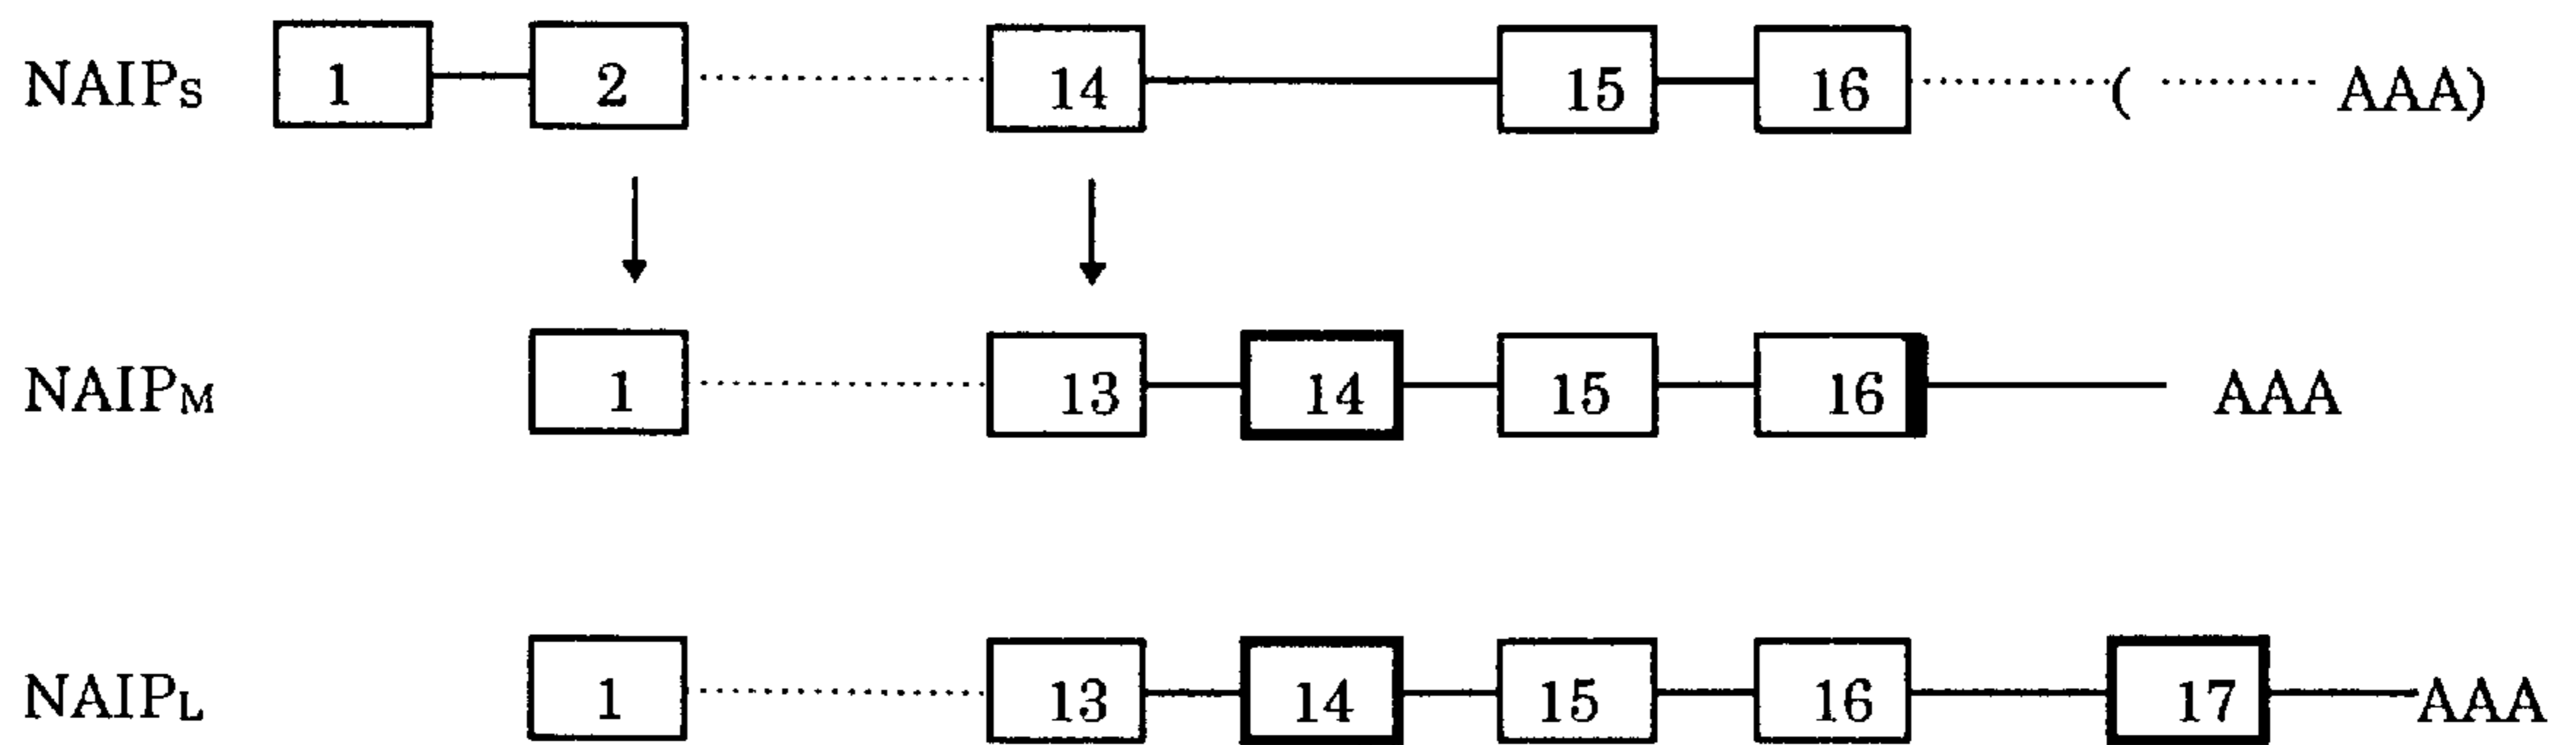 NAIPS 1 2 14 15 16 ( AAA)
NAIPM 1 13 14 15 16 AAA
NAIPL 1 13 14 15 16 17 AAA